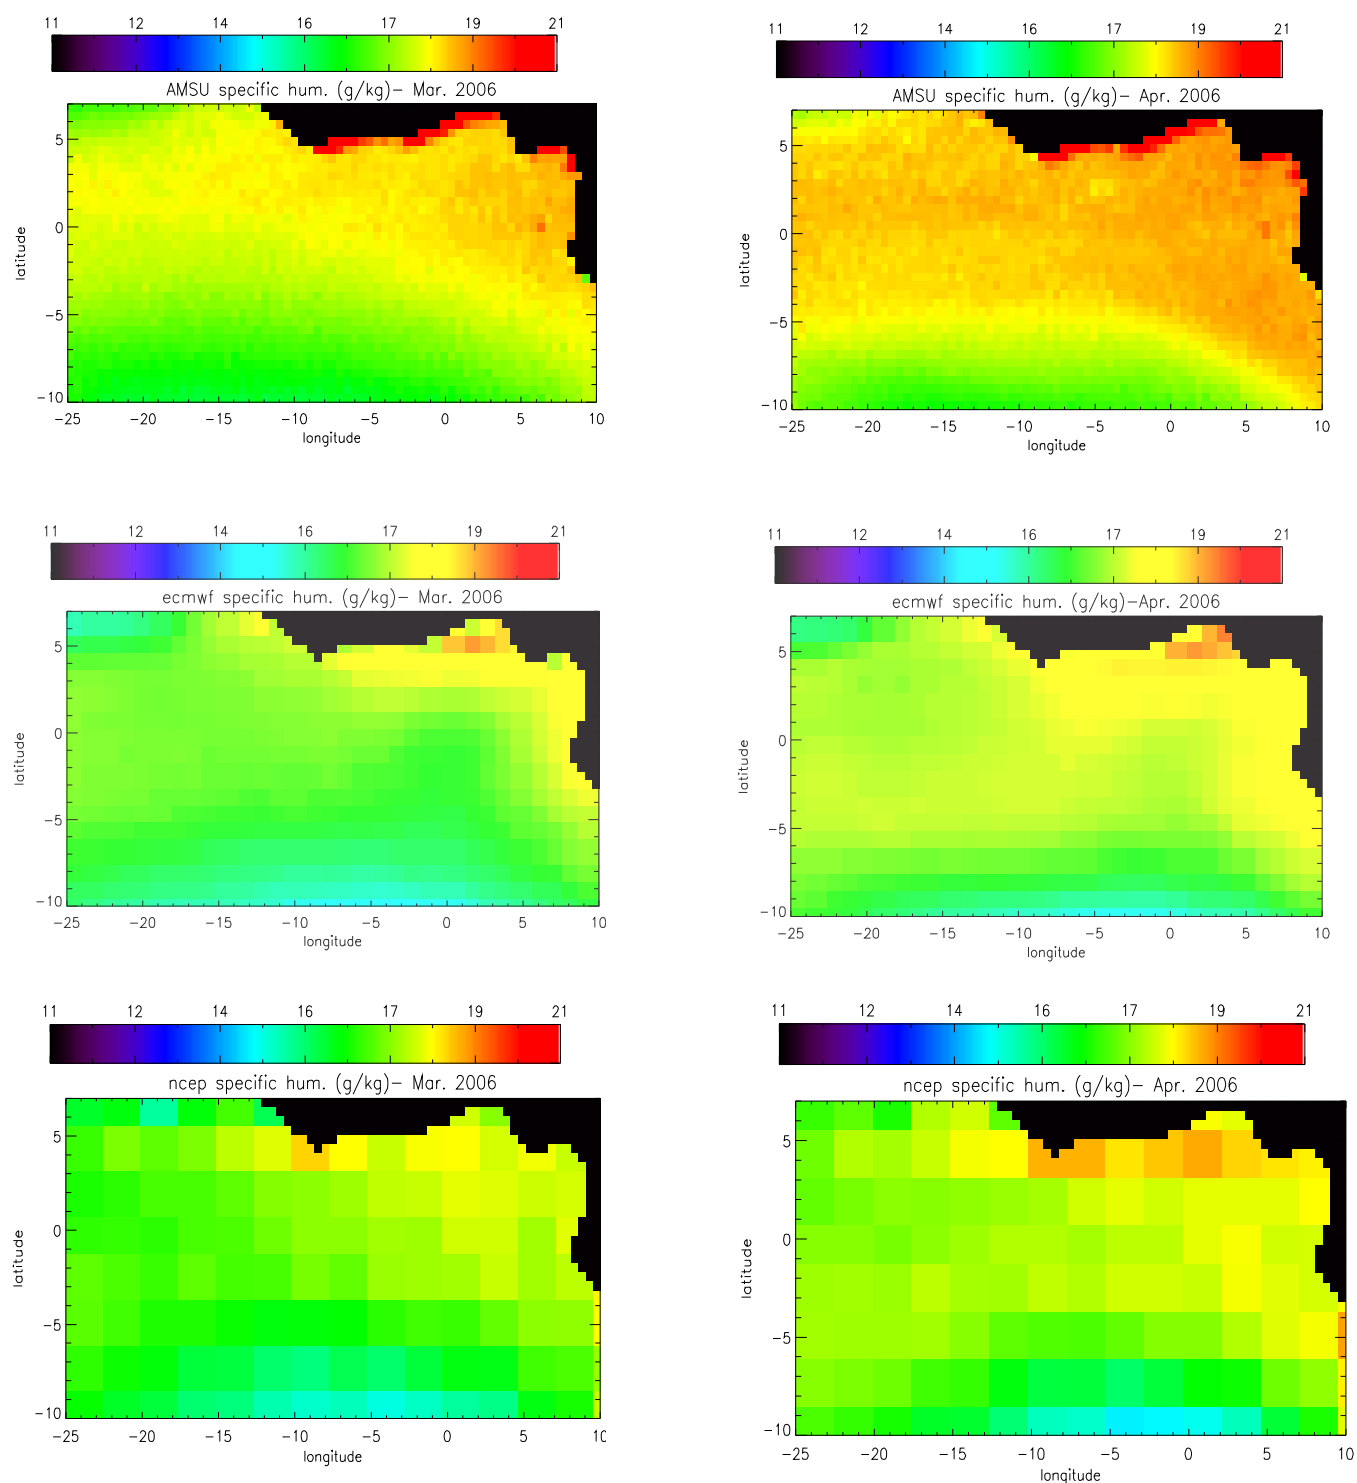 11 12 14 16 17 19 21
AMSU specific hum. (g/kg)- Mar. 2006
5
0
-5
-10
latitude
-25 -20 -15 -10 -5 0 5 10
longitude
11 12 14 16 17 19 21
AMSU specific hum. (g/kg)- Apr. 2006
5
0
-5
-10
latitude
-25 -20 -15 -10 -5 0 5 10
longitude
11 12 14 16 17 19 21
ecmwf specific hum. (g/kg)- Mar. 2006
5
0
-5
-10
latitude
-25 -20 -15 -10 -5 0 5 10
longitude
11 12 14 16 17 19 21
ecmwf specific hum. (g/kg)-Apr. 2006
5
0
-5
-10
latitude
-25 -20 -15 -10 -5 0 5 10
longitude
11 12 14 16 17 19 21
ncep specific hum. (g/kg)- Mar. 2006
5
0
-5
-10
latitude
-25 -20 -15 -10 -5 0 5 10
longitude
11 12 14 16 17 19 21
ncep specific hum. (g/kg)- Apr. 2006
5
0
-5
-10
latitude
-25 -20 -15 -10 -5 0 5 10
longitude